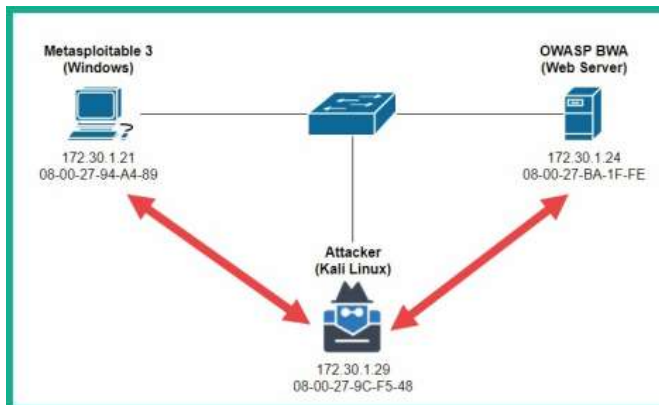 Metasploitable 3
(Windows)
?
172.30.1.21
08-00-27-94-A4-89
OWASP BWA
(Web Server)
172.30.1.24
08-00-27-BA-1F-FE
Attacker
(Kali Linux)
172.30.1.29
08-00-27-9C-F5-48